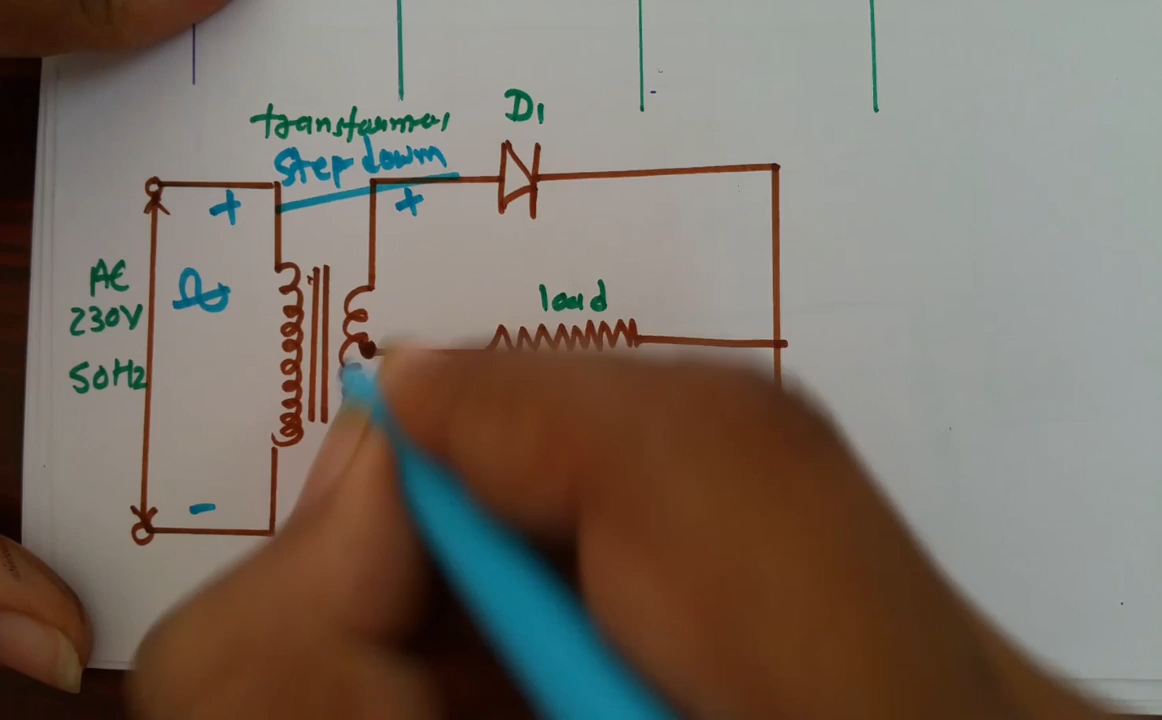 transformer
D1
Step down
+
+
AC
230V
50Hz
load
-